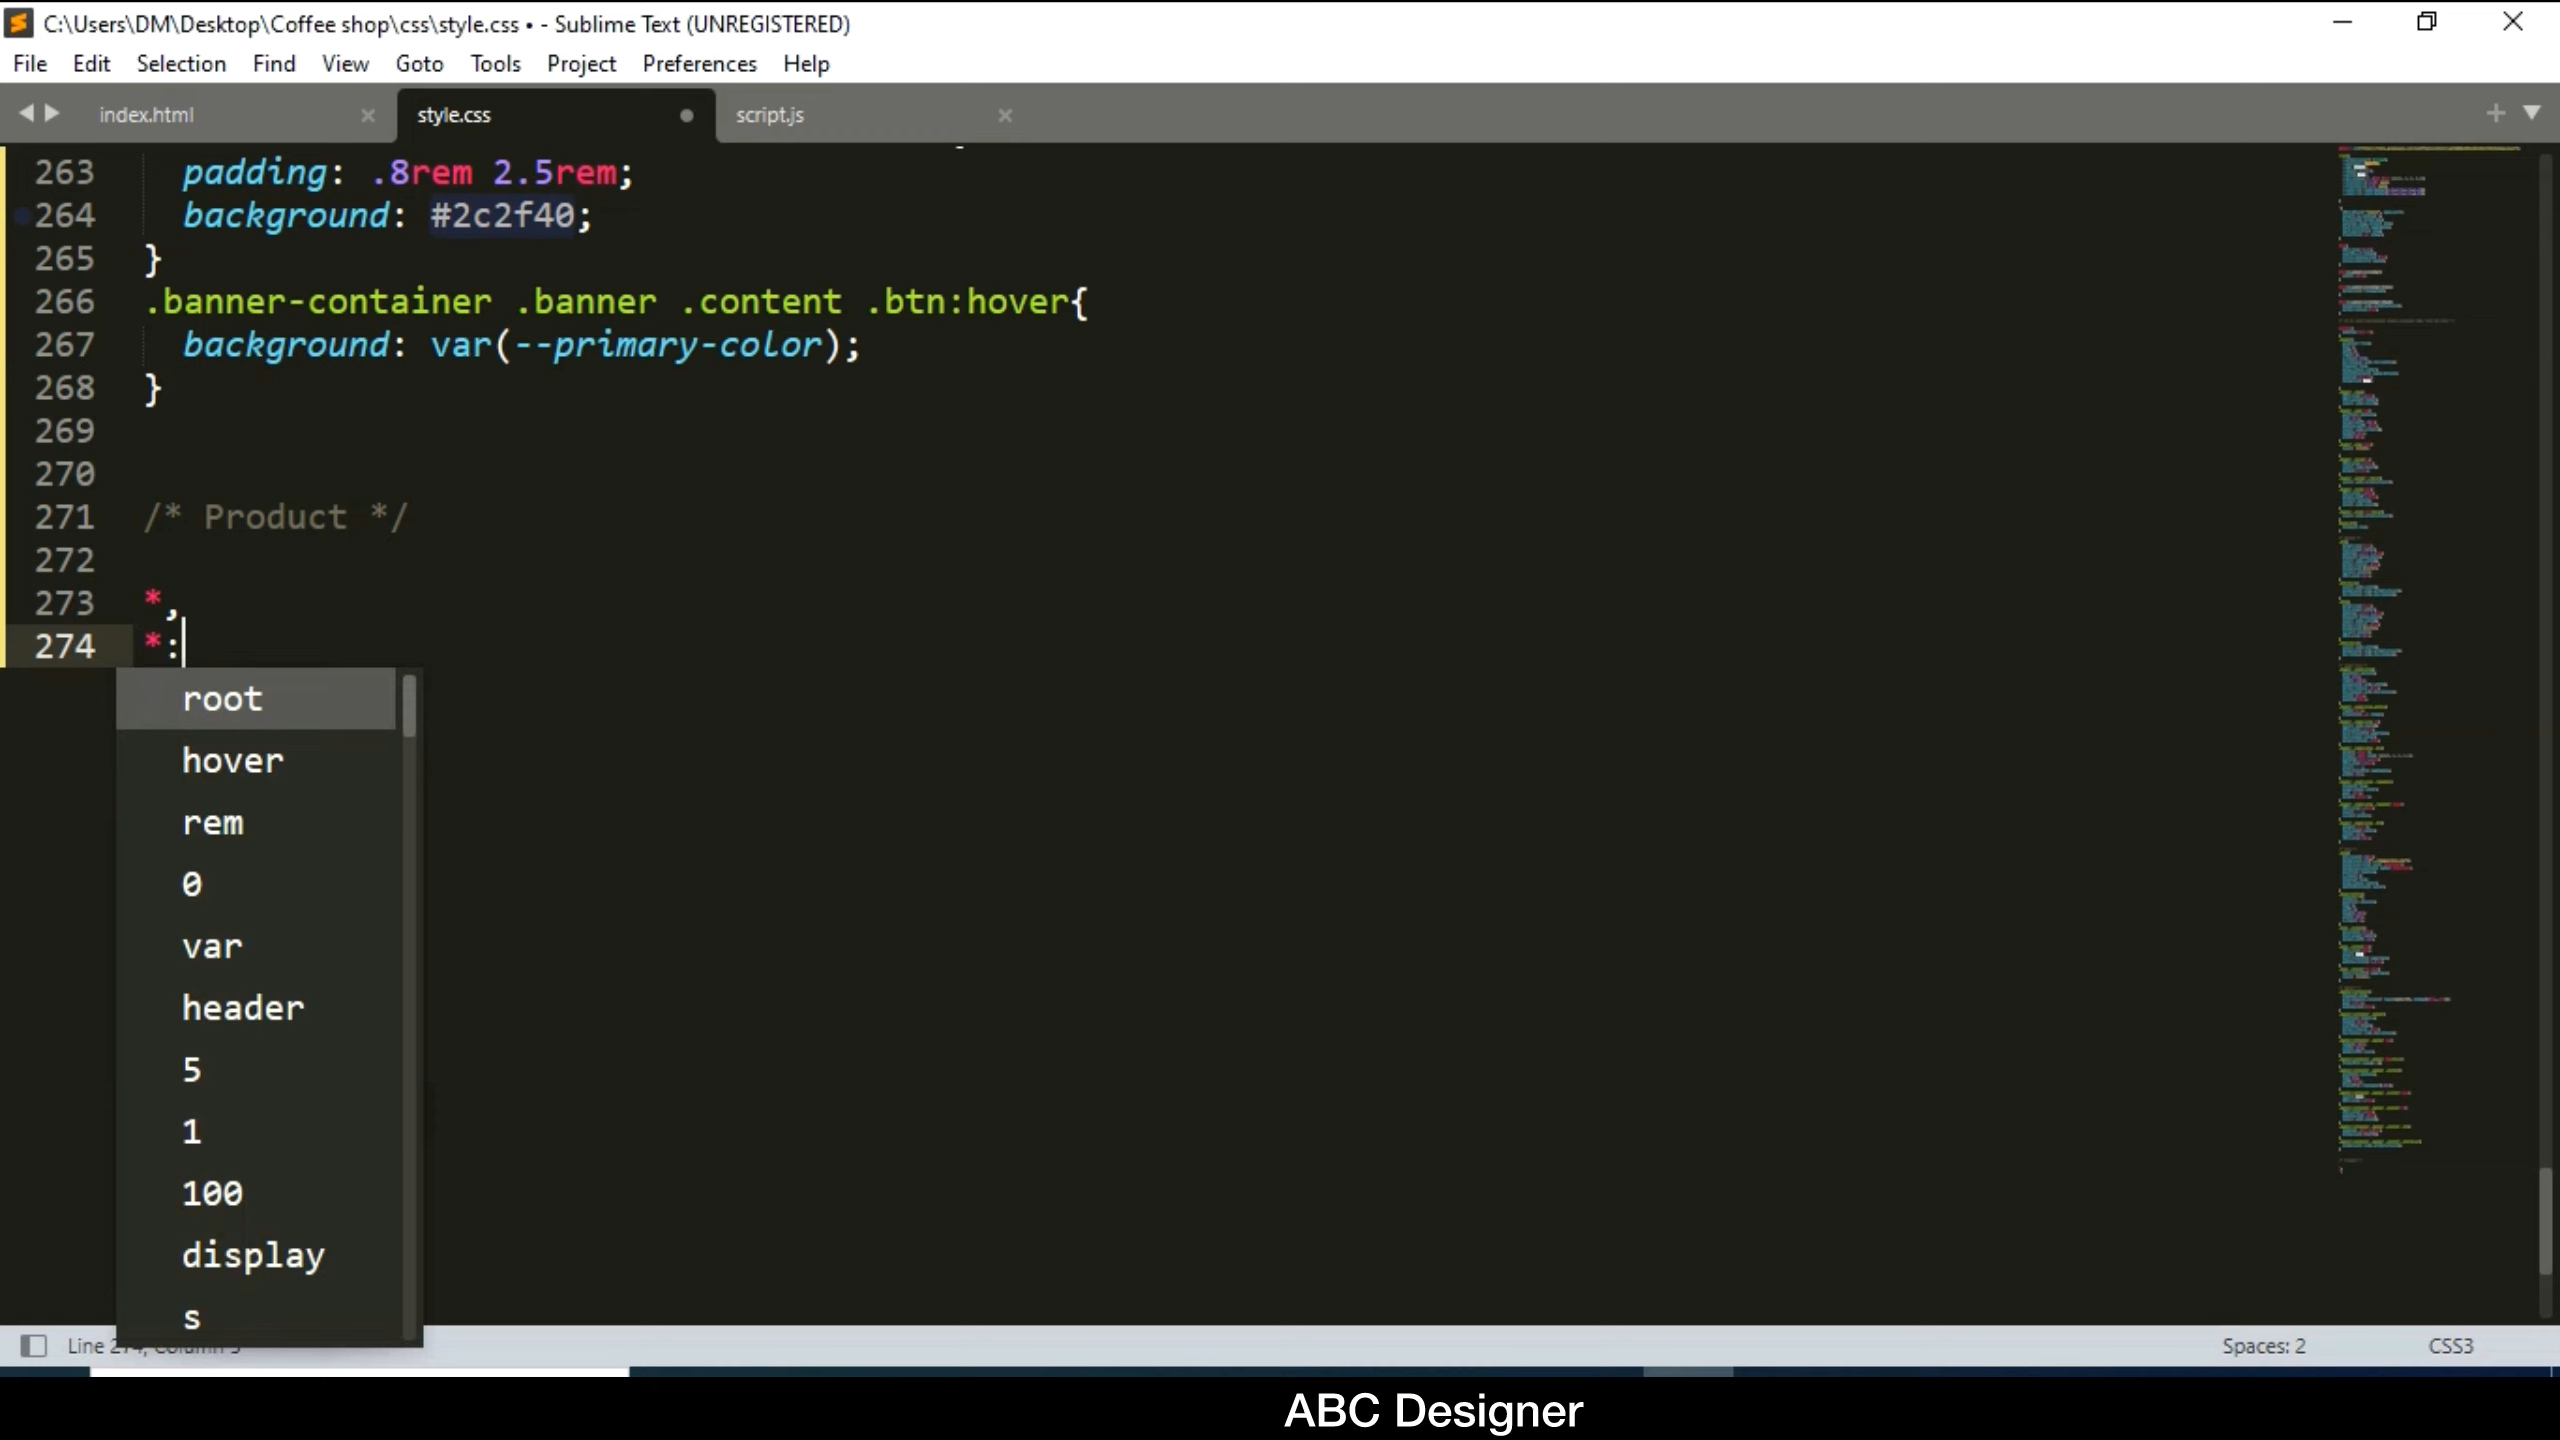 C:\Users\DM\Desktop\Coffee shop\css\style.css • - Sublime Text (UNREGISTERED)
File Edit Selection Find View Goto Tools Project Preferences Help
index.html style.css script.js
263 padding: .8rem 2.5rem;
264 background: #2c2f40;
265 }
266 .banner-container .banner .content .btn:hover{
267 background: var(--primary-color);
268 }
269
270
271 /* Product */
272
273 *,
274 *:
root
hover
rem
0
var
header
5
1
100
display
s
Spaces: 2 CSS3
ABC Designer